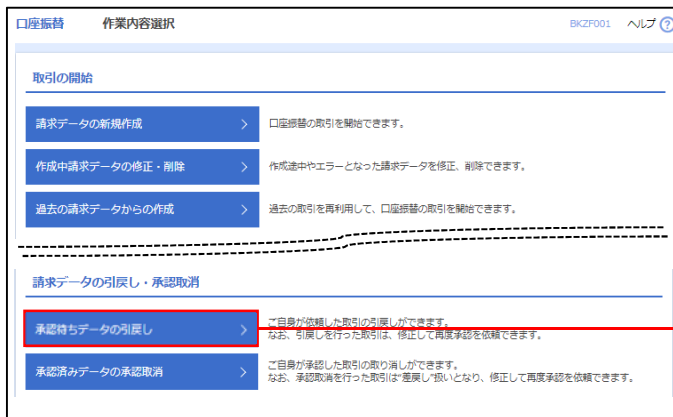 口座振替 作業内容選択 BKZF001 ヘルプ ?
取引の開始
請求データの新規作成 > 口座振替の取引を開始できます。
作成中請求データの修正・削除 > 作成途中やエラーとなった請求データを修正、削除できます。
過去の請求データからの作成 > 過去の取引を再利用して、口座振替の取引を開始できます。
請求データの引戻し・承認取消
承認待ちデータの引戻し > ご自身が依頼した取引の引戻しができます。
なお、引戻しを行った取引は、修正して再度承認を依頼できます。
承認済みデータの承認取消 > ご自身が承認した取引の取り消しができます。
なお、承認取消を行った取引は"差戻し"扱いとなり、修正して再度承認を依頼できます。